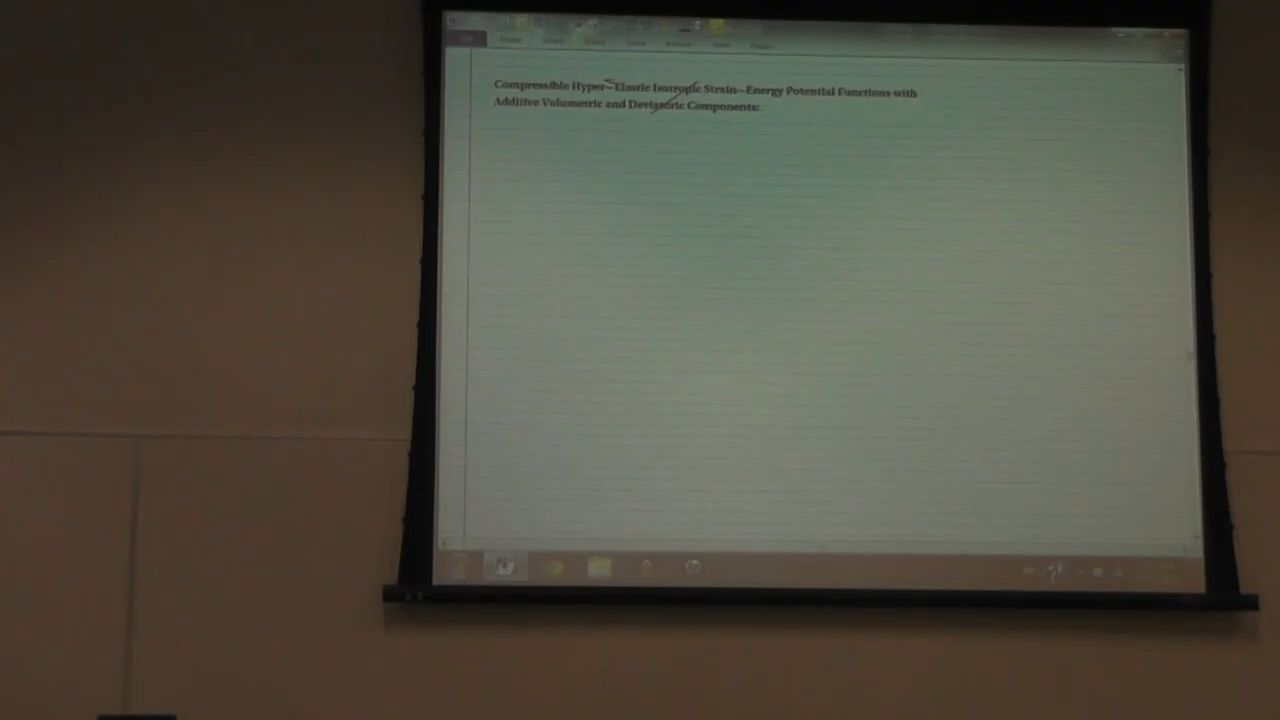 Compressible Hyper-Elastic Isotropic Strain-Energy Potential Functions with
Additive Volumetric and Deviatoric Components: